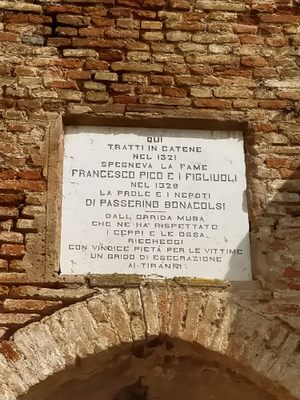 QUI
TRATTI IN CATENE
NEL 1321
SPEGNEVA LA FAME
FRANCESCO PICO E I FIGLIUOLI
NEL 1328
LA PROLE E I NEPOTI
DI PASSERINO BONACOLSI
DALL'ORRIDA MUDA
CHE NE HA RISPETTATO
I CEPPI E LE OSSA,
RIECHEGGI
CON VINDICE PIETÀ PER LE VITTIME
UN GRIDO DI ESECRAZIONE
AI TIRANNI